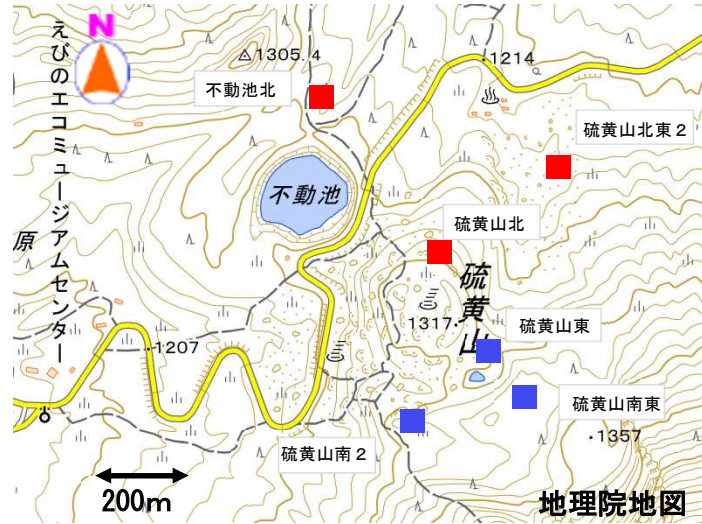 N
△1305.4
1214
えびのエコミュージアムセンター
不動池北
硫黄山北東2
不動池
硫黄山北
原
硫黄山
1317
硫黄山東
1207
硫黄山南東
1357
硫黄山南2
200m
地理院地図